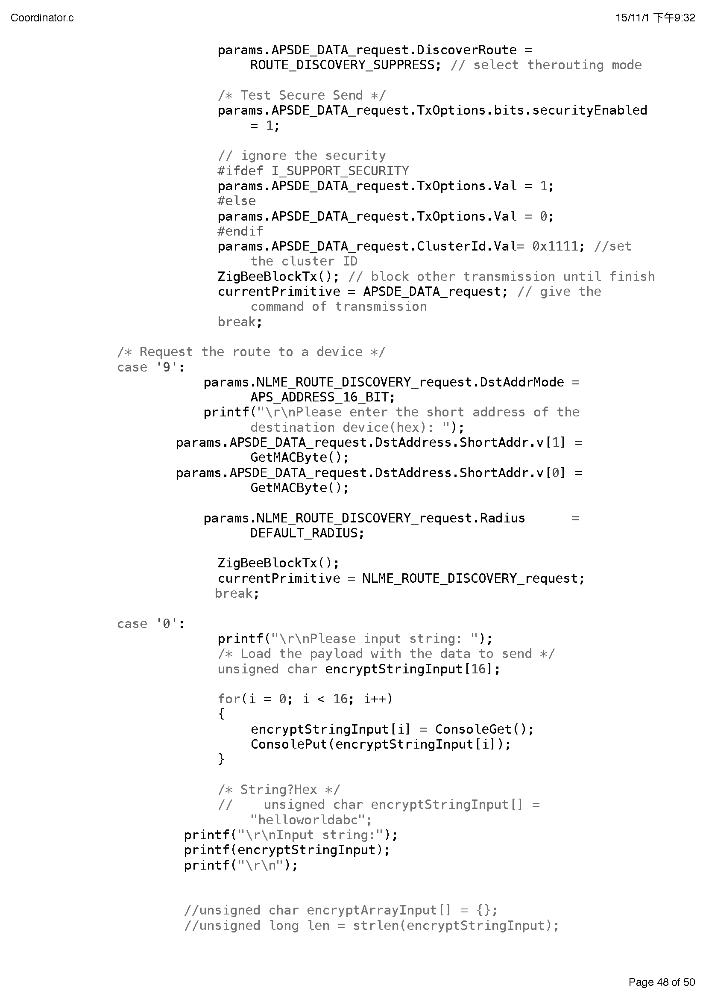 Coordinator.c 15/11/1 下午9:32
params.APSDE_DATA_request.DiscoverRoute =
ROUTE_DISCOVERY_SUPPRESS; // select therouting mode
/* Test Secure Send */
params.APSDE_DATA_request.TxOptions.bits.securityEnabled
= 1;
// ignore the security
#ifdef I_SUPPORT_SECURITY
params.APSDE_DATA_request.TxOptions.Val = 1;
#else
params.APSDE_DATA_request.TxOptions.Val = 0;
#endif
params.APSDE_DATA_request.ClusterId.Val= 0x1111; //set
the cluster ID
ZigBeeBlockTx(); // block other transmission until finish
currentPrimitive = APSDE_DATA_request; // give the
command of transmission
break;
/* Request the route to a device */
case '9':
params.NLME_ROUTE_DISCOVERY_request.DstAddrMode =
APS_ADDRESS_16_BIT;
printf("\r\nPlease enter the short address of the
destination device(hex): ");
params.APSDE_DATA_request.DstAddress.ShortAddr.v[1] =
GetMACByte();
params.APSDE_DATA_request.DstAddress.ShortAddr.v[0] =
GetMACByte();
params.NLME_ROUTE_DISCOVERY_request.Radius      =
DEFAULT_RADIUS;
ZigBeeBlockTx();
currentPrimitive = NLME_ROUTE_DISCOVERY_request;
break;
case '0':
printf("\r\nPlease input string: ");
/* Load the payload with the data to send */
unsigned char encryptStringInput[16];
for(i = 0; i < 16; i++)
{
encryptStringInput[i] = ConsoleGet();
ConsolePut(encryptStringInput[i]);
}
/* String?Hex */
//    unsigned char encryptStringInput[] =
"helloworldabc";
printf("\r\nInput string:");
printf(encryptStringInput);
printf("\r\n");
//unsigned char encryptArrayInput[] = {};
//unsigned long len = strlen(encryptStringInput);
Page 48 of 50